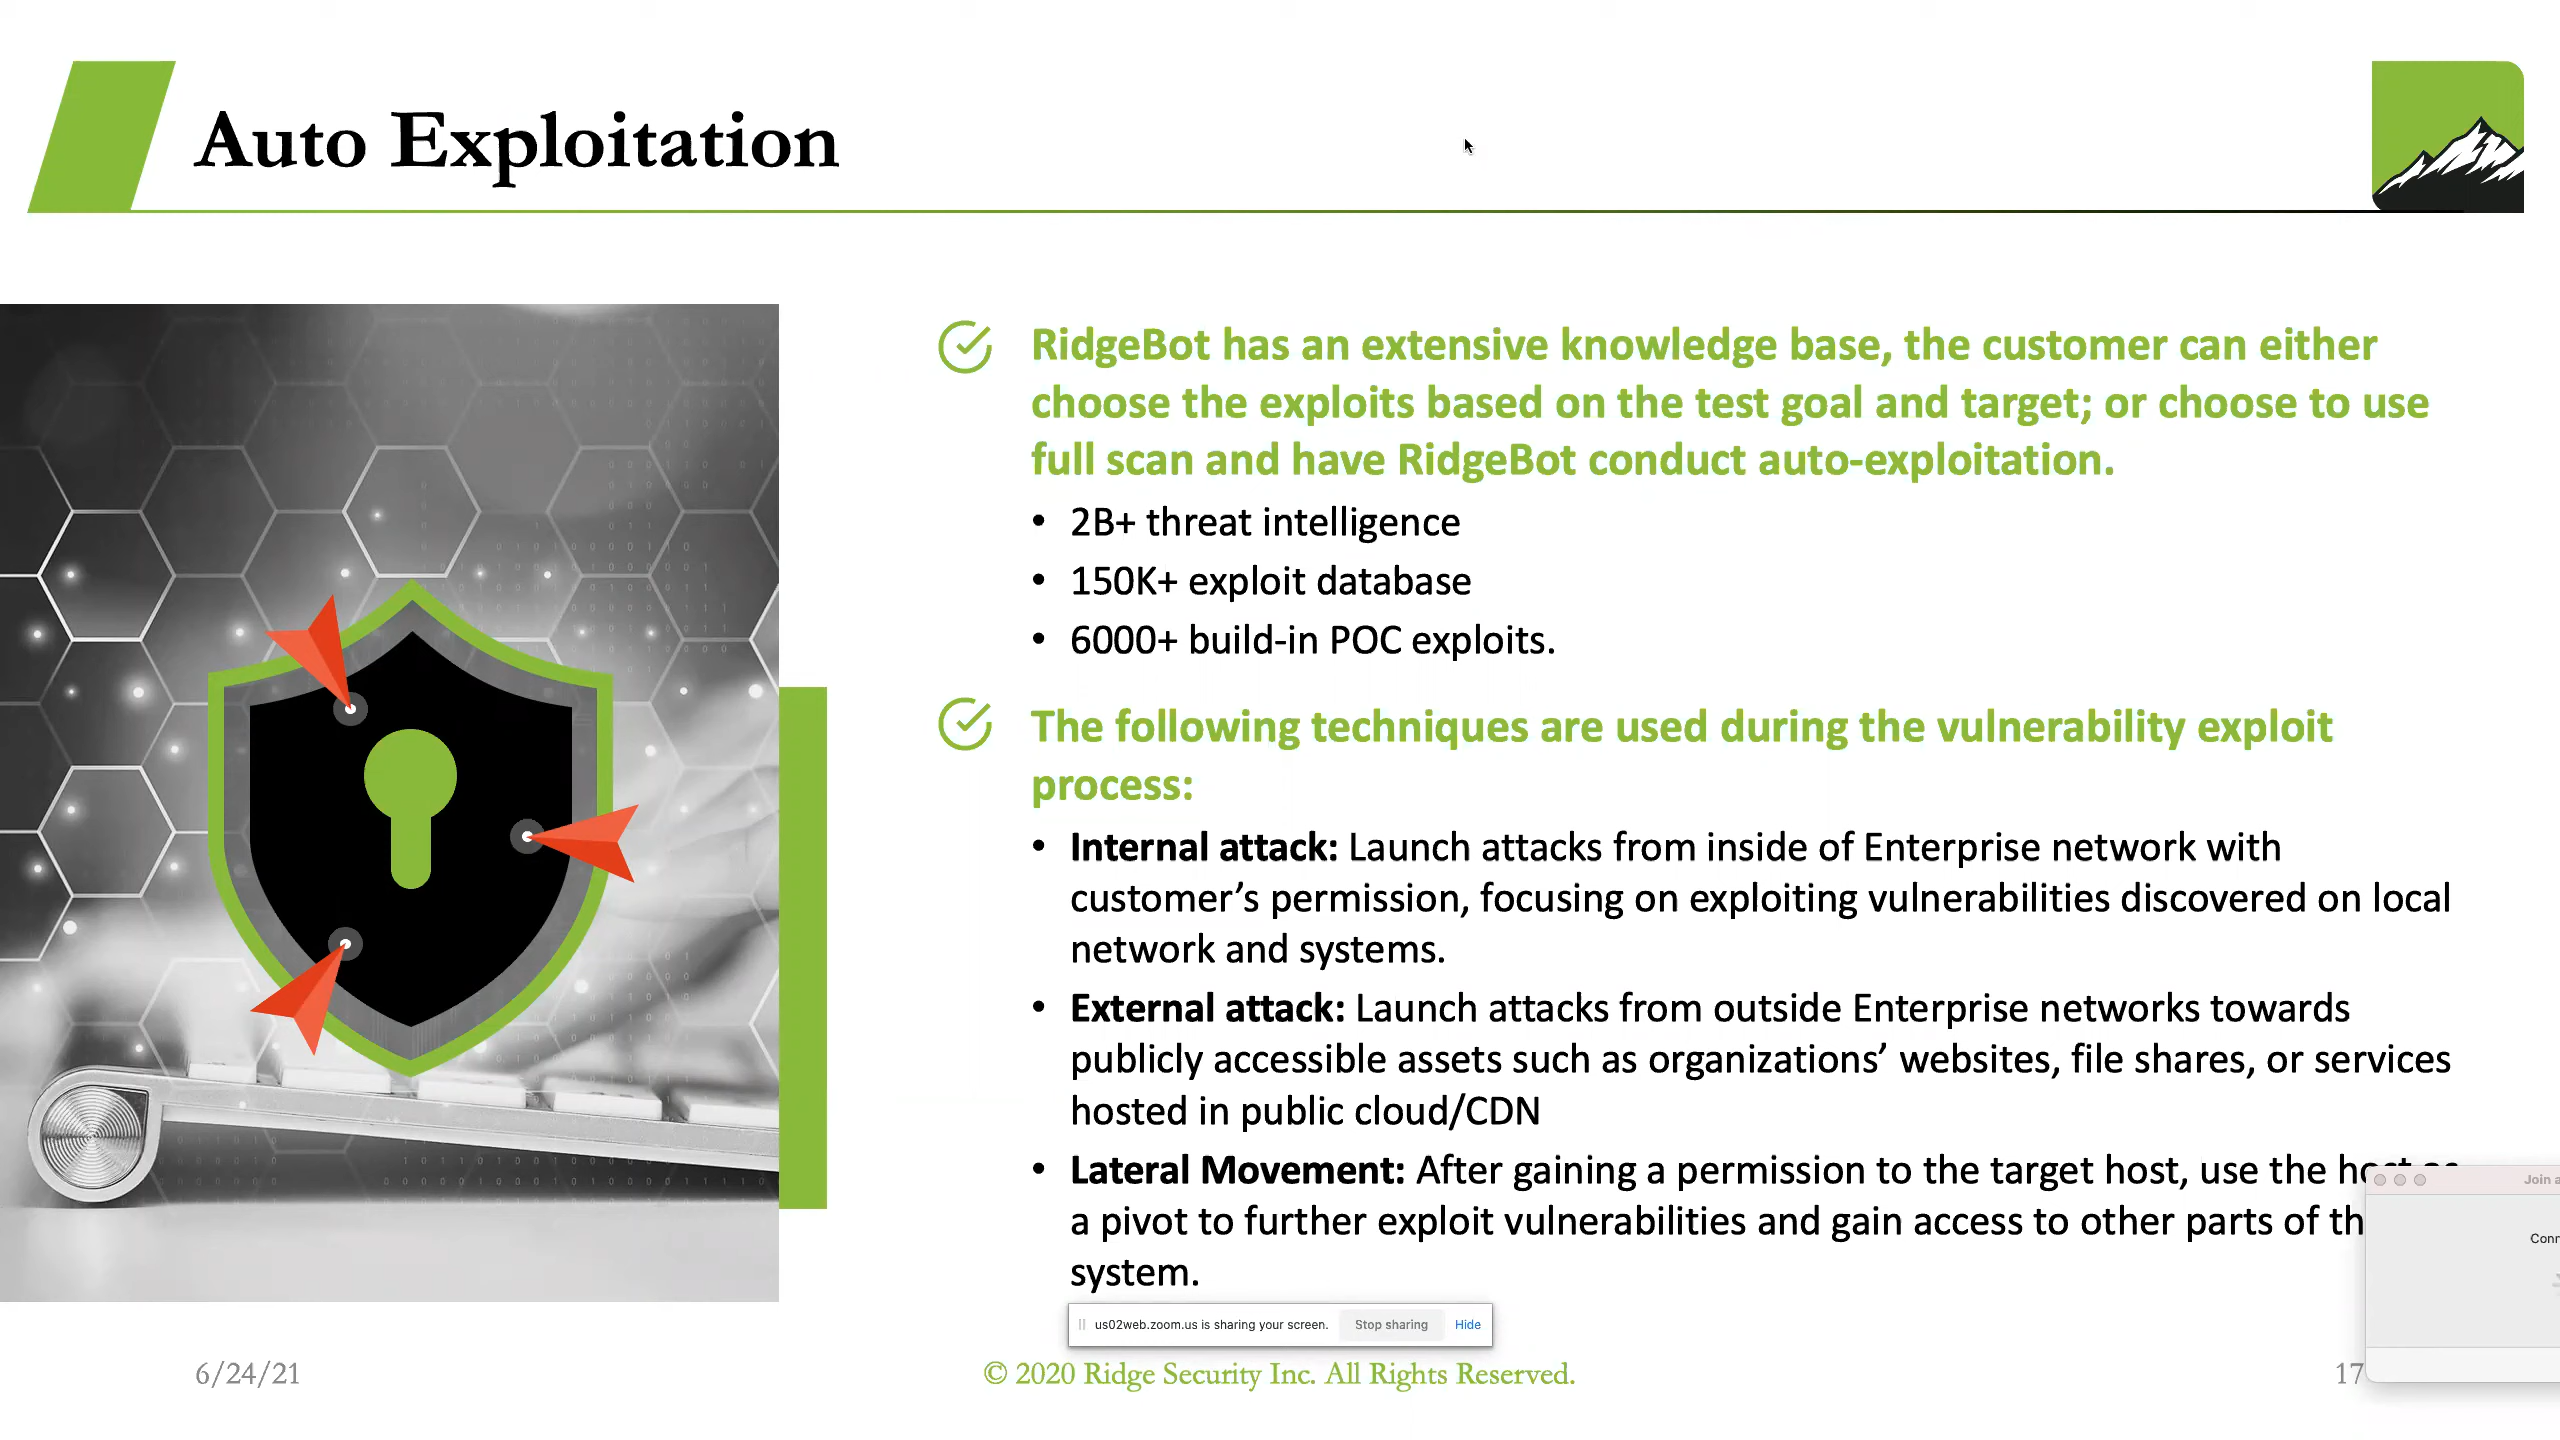 Auto Exploitation
RidgeBot has an extensive knowledge base, the customer can either
choose the exploits based on the test goal and target; or choose to use
full scan and have RidgeBot conduct auto-exploitation.
• 2B+ threat intelligence
• 150K+ exploit database
• 6000+ build-in POC exploits.
The following techniques are used during the vulnerability exploit
process:
• Internal attack: Launch attacks from inside of Enterprise network with
customer’s permission, focusing on exploiting vulnerabilities discovered on local
network and systems.
• External attack: Launch attacks from outside Enterprise networks towards
publicly accessible assets such as organizations’ websites, file shares, or services
hosted in public cloud/CDN
• Lateral Movement: After gaining a permission to the target host, use the host as
a pivot to further exploit vulnerabilities and gain access to other parts of th
system.
Join a
Conn
us02web.zoom.us is sharing your screen. Stop sharing Hide
6/24/21
© 2020 Ridge Security Inc. All Rights Reserved.
17